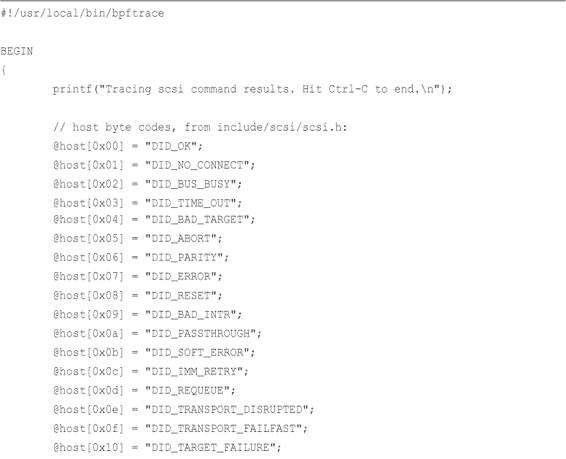 #!/usr/local/bin/bpftrace
BEGIN
{
printf("Tracing scsi command results. Hit Ctrl-C to end.\n");
// host byte codes, from include/scsi/scsi.h:
@host[0x00] = "DID_OK";
@host[0x01] = "DID_NO_CONNECT";
@host[0x02] = "DID_BUS_BUSY";
@host[0x03] = "DID_TIME_OUT";
@host[0x04] = "DID_BAD_TARGET";
@host[0x05] = "DID_ABORT";
@host[0x06] = "DID_PARITY";
@host[0x07] = "DID_ERROR";
@host[0x08] = "DID_RESET";
@host[0x09] = "DID_BAD_INTR";
@host[0x0a] = "DID_PASSTHROUGH";
@host[0x0b] = "DID_SOFT_ERROR";
@host[0x0c] = "DID_IMM_RETRY";
@host[0x0d] = "DID_REQUEUE";
@host[0x0e] = "DID_TRANSPORT_DISRUPTED";
@host[0x0f] = "DID_TRANSPORT_FAILFAST";
@host[0x10] = "DID_TARGET_FAILURE";